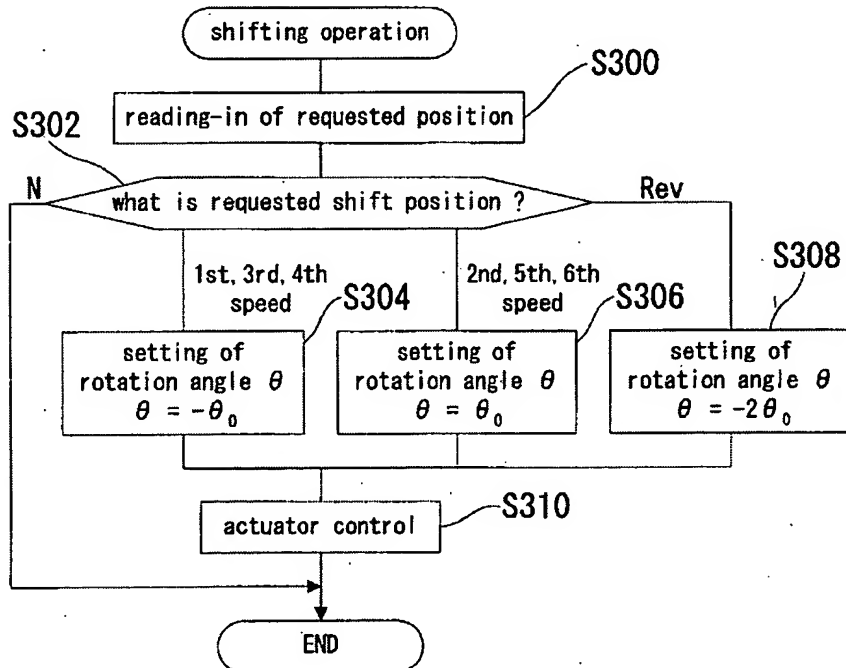 shifting operation
S300
reading-in of requested position
S302
N
what is requested shift position ?
Rev
1st, 3rd, 4th
speed
S304
2nd, 5th, 6th
speed
S306
S308
setting of
rotation angle θ
θ = -θ₀
setting of
rotation angle θ
θ = θ₀
setting of
rotation angle θ
θ = -2θ₀
actuator control
S310
END